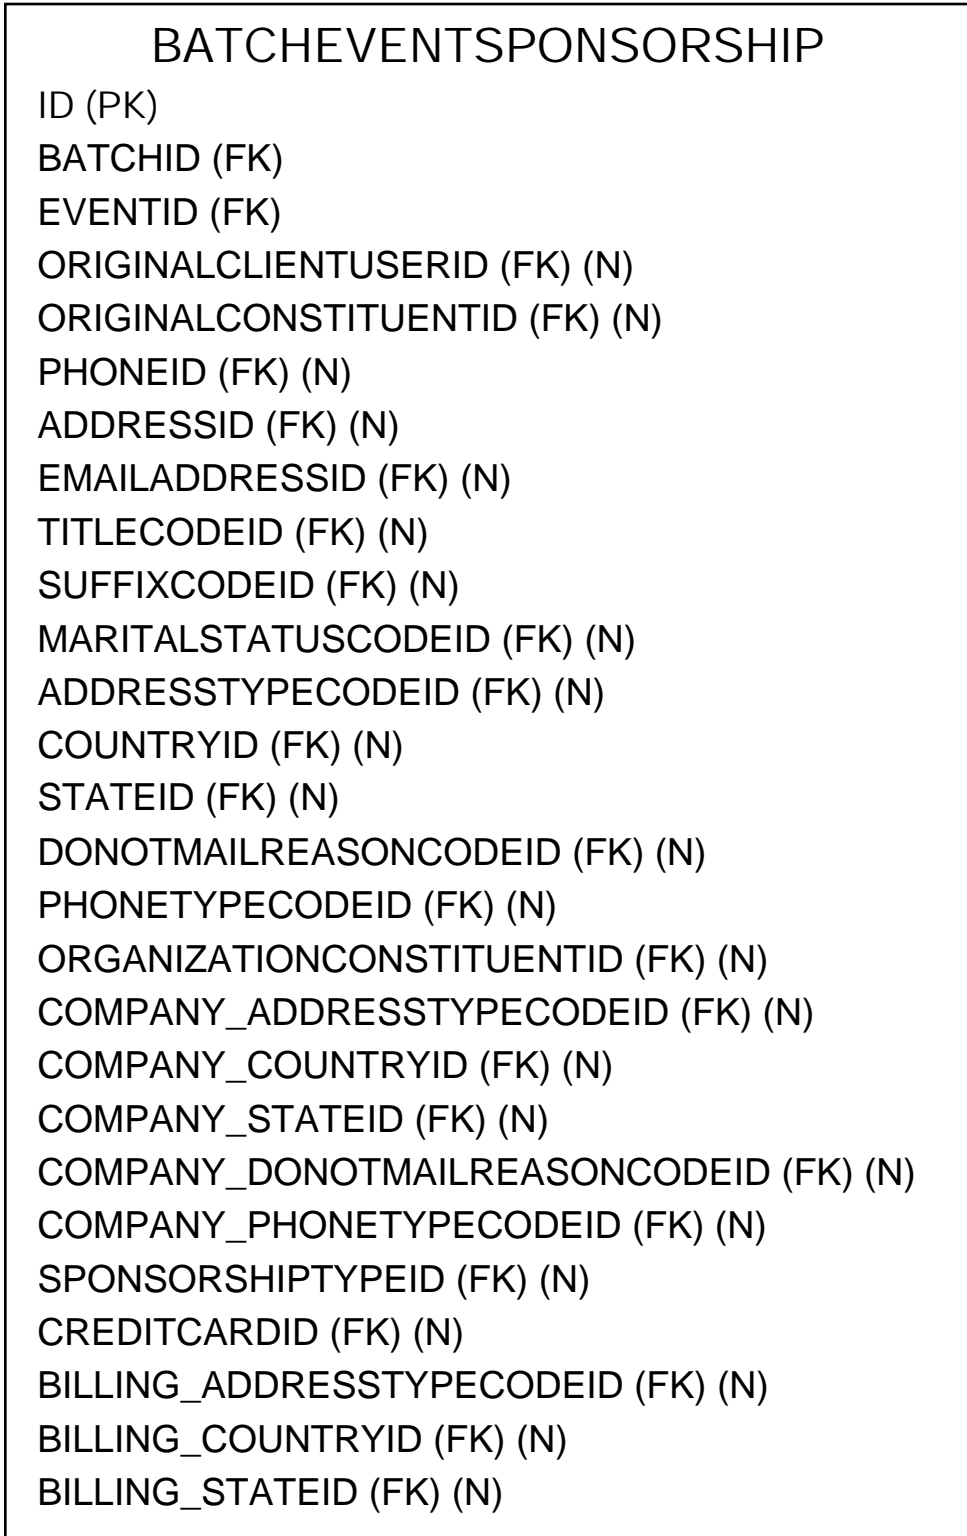 BATCHEVENTSPONSORSHIP
ID (PK)
BATCHID (FK)
EVENTID (FK)
ORIGINALCLIENTUSERID (FK) (N)
ORIGINALCONSTITUENTID (FK) (N)
PHONEID (FK) (N)
ADDRESSID (FK) (N)
EMAILADDRESSID (FK) (N)
TITLECODEID (FK) (N)
SUFFIXCODEID (FK) (N)
MARITALSTATUSCODEID (FK) (N)
ADDRESSTYPECODEID (FK) (N)
COUNTRYID (FK) (N)
STATEID (FK) (N)
DONOTMAILREASONCODEID (FK) (N)
PHONETYPECODEID (FK) (N)
ORGANIZATIONCONSTITUENTID (FK) (N)
COMPANY_ADDRESSTYPECODEID (FK) (N)
COMPANY_COUNTRYID (FK) (N)
COMPANY_STATEID (FK) (N)
COMPANY_DONOTMAILREASONCODEID (FK) (N)
COMPANY_PHONETYPECODEID (FK) (N)
SPONSORSHIPTYPEID (FK) (N)
CREDITCARDID (FK) (N)
BILLING_ADDRESSTYPECODEID (FK) (N)
BILLING_COUNTRYID (FK) (N)
BILLING_STATEID (FK) (N)